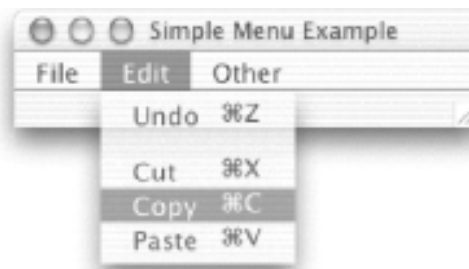 Simple Menu Example
File Edit Other
Undo ⌘Z
Cut ⌘X
Copy ⌘C
Paste ⌘V